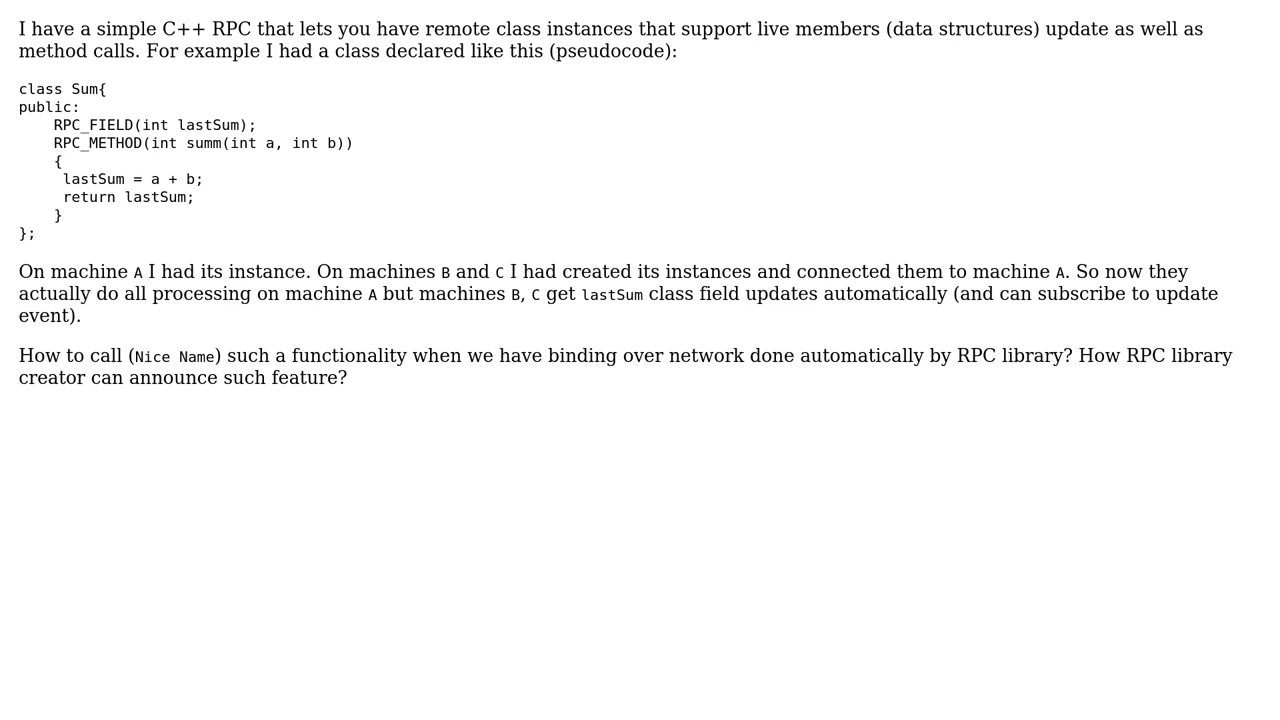 I have a simple C++ RPC that lets you have remote class instances that support live members (data structures) update as well as
method calls. For example I had a class declared like this (pseudocode):
class Sum{
public:
    RPC_FIELD(int lastSum);
    RPC_METHOD(int summ(int a, int b))
    {
     lastSum = a + b;
     return lastSum;
    }
};
On machine A I had its instance. On machines B and C I had created its instances and connected them to machine A. So now they
actually do all processing on machine A but machines B, C get lastSum class field updates automatically (and can subscribe to update
event).
How to call (Nice Name) such a functionality when we have binding over network done automatically by RPC library? How RPC library
creator can announce such feature?